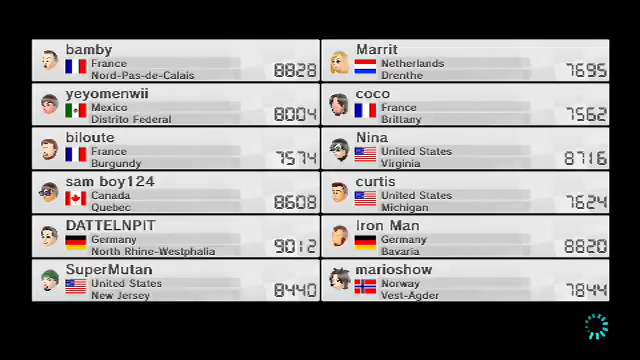 bamby
France
Nord-Pas-de-Calais
8828
Marrit
Netherlands
Drenthe
7695
yeyomenwii
Mexico
Distrito Federal
8004
coco
France
Brittany
7562
biloute
France
Burgundy
7574
Nina
United States
Virginia
8716
sam boy124
Canada
Quebec
8608
curtis
United States
Michigan
7624
DATTELNPIT
Germany
North Rhine-Westphalia
9012
Iron Man
Germany
Bavaria
8820
SuperMutan
United States
New Jersey
8440
marioshow
Norway
Vest-Agder
7844